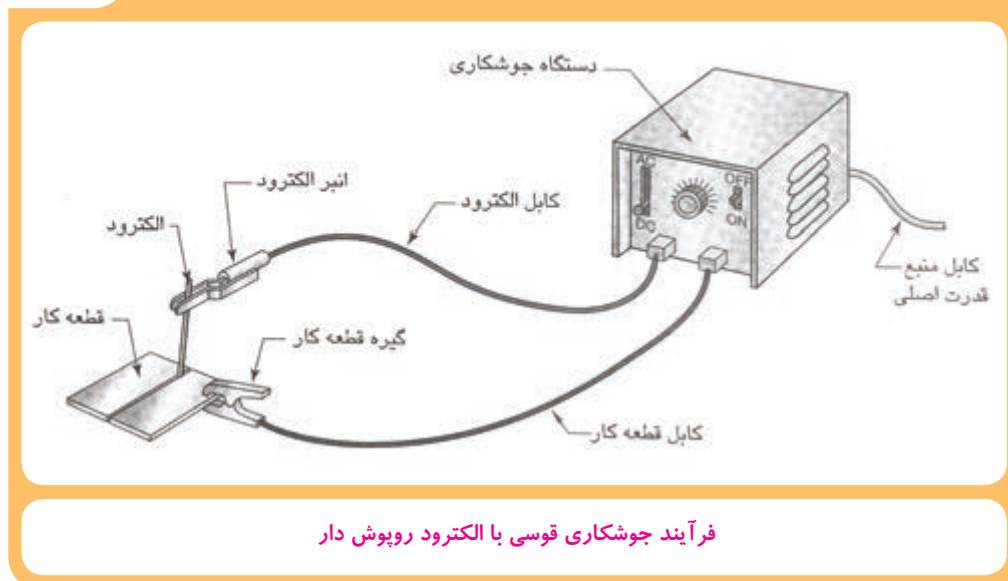 دستگاه جوشکاری
انبر الکترود
الکترود
کابل الکترود
AC
DC
OFF
ON
کابل منبع
قدرت اصلی
قطعه کار
گیره قطعه کار
کابل قطعه کار
فرآیند جوشکاری قوسی با الکترود روپوش دار